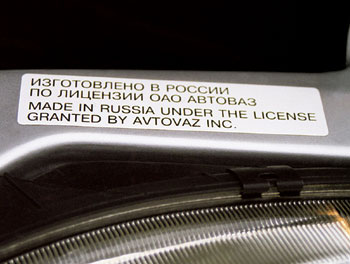 ИЗГОТОВЛЕНО В РОССИИ
ПО ЛИЦЕНЗИИ ОАО АВТОВАЗ
MADE IN RUSSIA UNDER THE LICENSE
GRANTED BY AVTOVAZ INC.